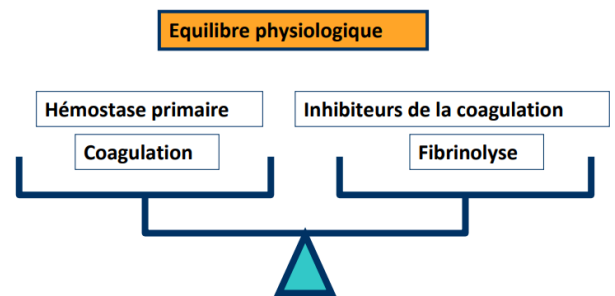 Equilibre physiologique
Hémostase primaire
Inhibiteurs de la coagulation
Coagulation
Fibrinolyse